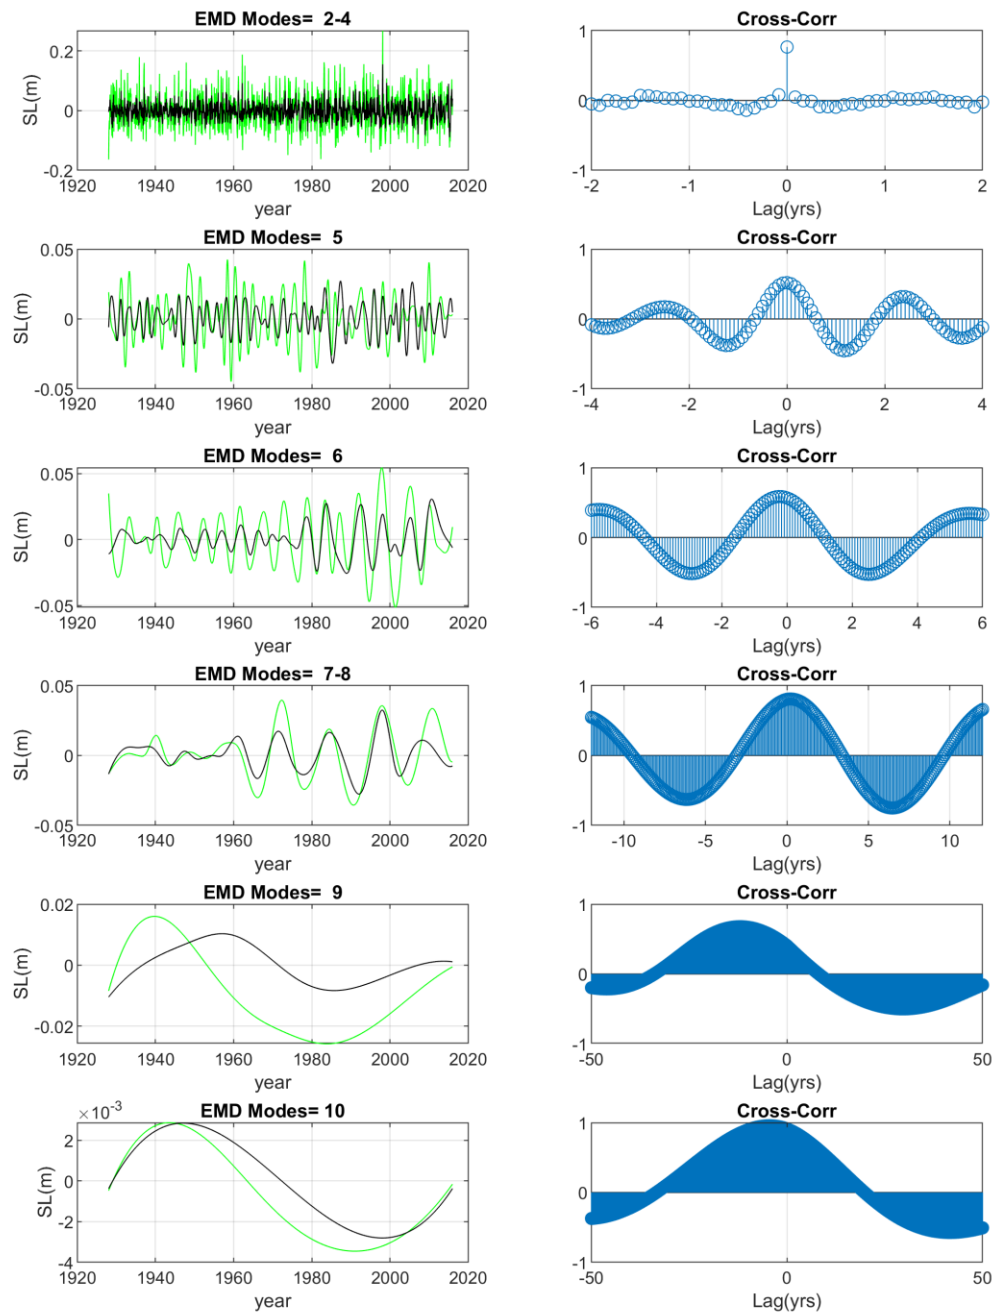 EMD Modes=  2-4
SL(m)
0.2
0
-0.2
1920 1940 1960 1980 2000 2020
year
Cross-Corr
1
0
-1
-2 -1 0 1 2
Lag(yrs)
EMD Modes=  5
SL(m)
0.05
0
-0.05
1920 1940 1960 1980 2000 2020
year
Cross-Corr
1
0
-1
-4 -2 0 2 4
Lag(yrs)
EMD Modes=  6
SL(m)
0.05
0
-0.05
1920 1940 1960 1980 2000 2020
year
Cross-Corr
1
0
-1
-6 -4 -2 0 2 4 6
Lag(yrs)
EMD Modes=  7-8
SL(m)
0.05
0
-0.05
1920 1940 1960 1980 2000 2020
year
Cross-Corr
1
0
-1
-10 -5 0 5 10
Lag(yrs)
EMD Modes=  9
SL(m)
0.02
0
-0.02
1920 1940 1960 1980 2000 2020
year
Cross-Corr
1
0
-1
-50 0 50
Lag(yrs)
×10⁻³
EMD Modes= 10
SL(m)
2
0
-2
-4
1920 1940 1960 1980 2000 2020
year
Cross-Corr
1
0
-1
-50 0 50
Lag(yrs)